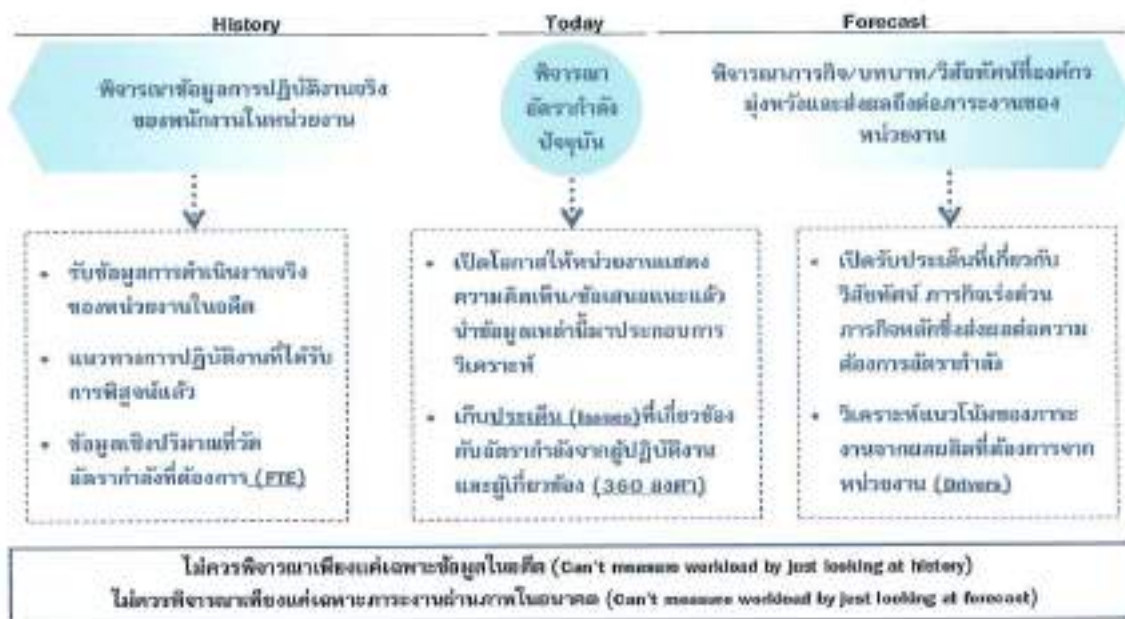 History
Today
Forecast
พิจารณาข้อมูลการปฏิบัติงานจริง
ของพนักงานในหน่วยงาน
พิจารณา
อัตรากำลัง
ปัจจุบัน
พิจารณาภารกิจ/บทบาท/วิสัยทัศน์ที่องค์กร
มุ่งหวังและส่งผลถึงต่อภาระงานของ
หน่วยงาน
• รับข้อมูลการดำเนินงานจริง
ของหน่วยงานในอดีต
• แนวทางการปฏิบัติงานที่ได้รับ
การพิสูจน์แล้ว
• ข้อมูลเชิงปริมาณที่วัด
อัตรากำลังที่ต้องการ (FTE)
• เปิดโอกาสให้หน่วยงานแสดง
ความคิดเห็น/ข้อเสนอแนะแล้ว
นำข้อมูลเหล่านี้มาประกอบการ
วิเคราะห์
• เก็บประเด็น (Issues)ที่เกี่ยวข้อง
กับอัตรากำลังจากผู้ปฏิบัติงาน
และผู้เกี่ยวข้อง (360 องศา)
• เปิดรับประเด็นที่เกี่ยวกับ
วิสัยทัศน์ ภารกิจเร่งด่วน
ภารกิจหลักซึ่งส่งผลต่อความ
ต้องการอัตรากำลัง
• วิเคราะห์แนวโน้มของภาระ
งานจากผลผลิตที่ต้องการจาก
หน่วยงาน (Drivers)
ไม่ควรพิจารณาเพียงแค่เฉพาะข้อมูลในอดีต (Can't measure workload by just looking at history)
ไม่ควรพิจารณาเพียงแค่เฉพาะภาระงานผ่านภาพในอนาคต (Can't measure workload by just looking at forecast)